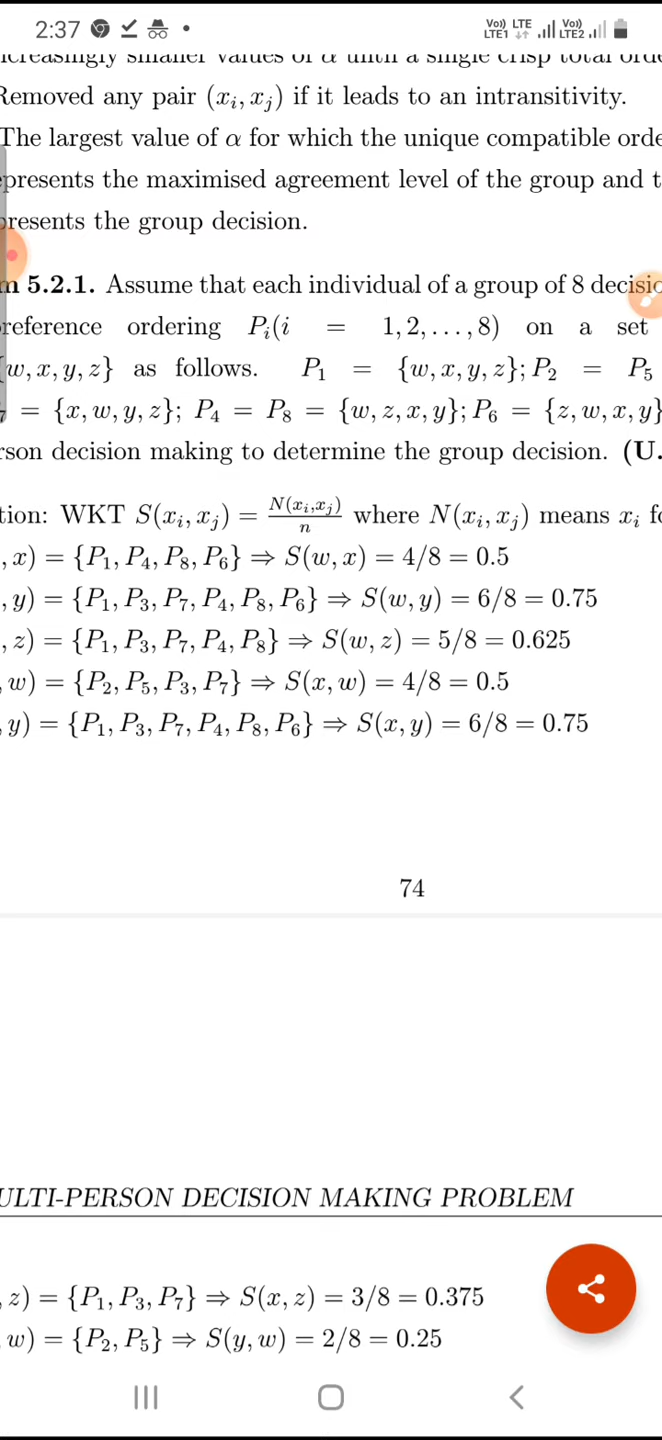 2:37 Vo)) LTE LTE1 Vo)) LTE2
increasingly smaller values of α until a single crisp total orde
Removed any pair (xᵢ, xⱼ) if it leads to an intransitivity.
The largest value of α for which the unique compatible orde
epresents the maximised agreement level of the group and t
presents the group decision.
m 5.2.1. Assume that each individual of a group of 8 decisio
reference ordering Pᵢ(i = 1, 2, . . . , 8) on a set
{w, x, y, z} as follows. P₁ = {w, x, y, z}; P₂ = P₅
₇ = {x, w, y, z}; P₄ = P₈ = {w, z, x, y}; P₆ = {z, w, x, y}
rson decision making to determine the group decision. (U.
tion: WKT S(xᵢ, xⱼ) = N(xᵢ,xⱼ)/n where N(xᵢ, xⱼ) means xᵢ fo
, x) = {P₁, P₄, P₈, P₆} ⇒ S(w, x) = 4/8 = 0.5
, y) = {P₁, P₃, P₇, P₄, P₈, P₆} ⇒ S(w, y) = 6/8 = 0.75
, z) = {P₁, P₃, P₇, P₄, P₈} ⇒ S(w, z) = 5/8 = 0.625
, w) = {P₂, P₅, P₃, P₇} ⇒ S(x, w) = 4/8 = 0.5
, y) = {P₁, P₃, P₇, P₄, P₈, P₆} ⇒ S(x, y) = 6/8 = 0.75
74
ULTI-PERSON DECISION MAKING PROBLEM
, z) = {P₁, P₃, P₇} ⇒ S(x, z) = 3/8 = 0.375
w) = {P₂, P₅} ⇒ S(y, w) = 2/8 = 0.25